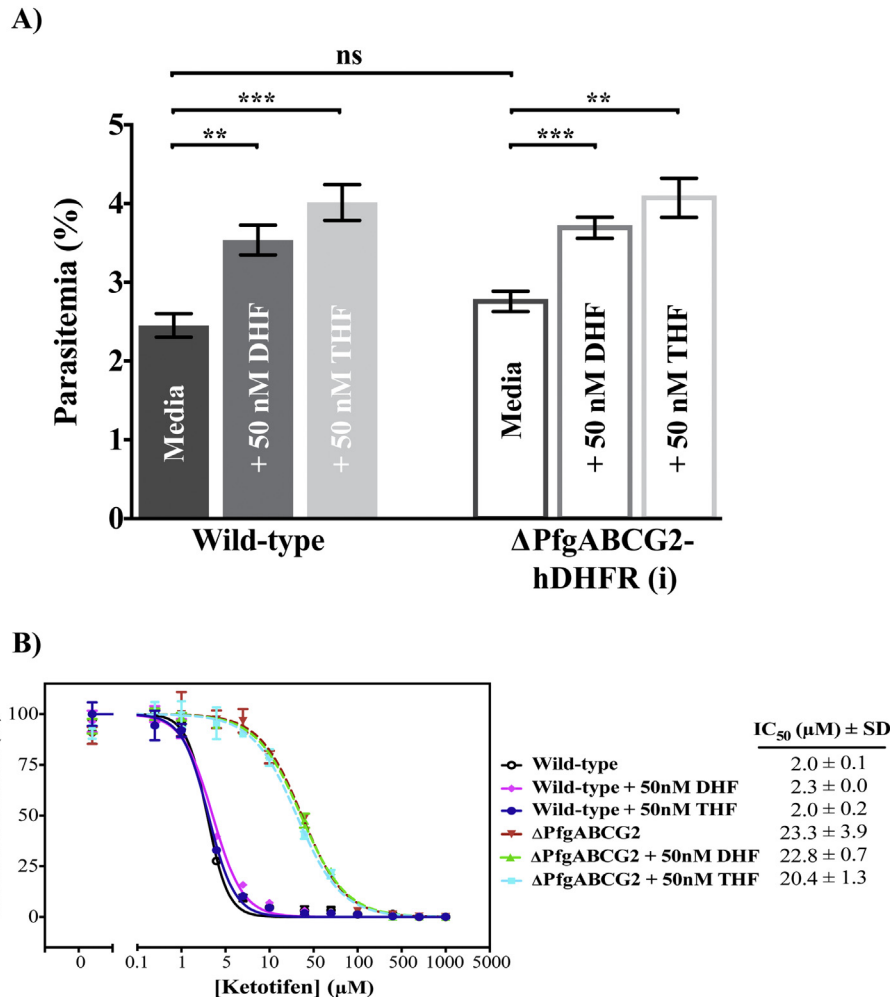 A)
ns
***
**
**
***
5
4
3
2
1
0
Parasitemia (%)
Media
+ 50 nM DHF
+ 50 nM THF
Media
+ 50 nM DHF
+ 50 nM THF
Wild-type
ΔPfgABCG2-
hDHFR (i)
B)
100
75
50
25
0
0
0.1
1
5
10
50
100
500
1000
5000
[Ketotifen] (μM)
IC50 (μM) ± SD
Wild-type 2.0 ± 0.1
Wild-type + 50nM DHF 2.3 ± 0.0
Wild-type + 50nM THF 2.0 ± 0.2
ΔPfgABCG2 23.3 ± 3.9
ΔPfgABCG2 + 50nM DHF 22.8 ± 0.7
ΔPfgABCG2 + 50nM THF 20.4 ± 1.3